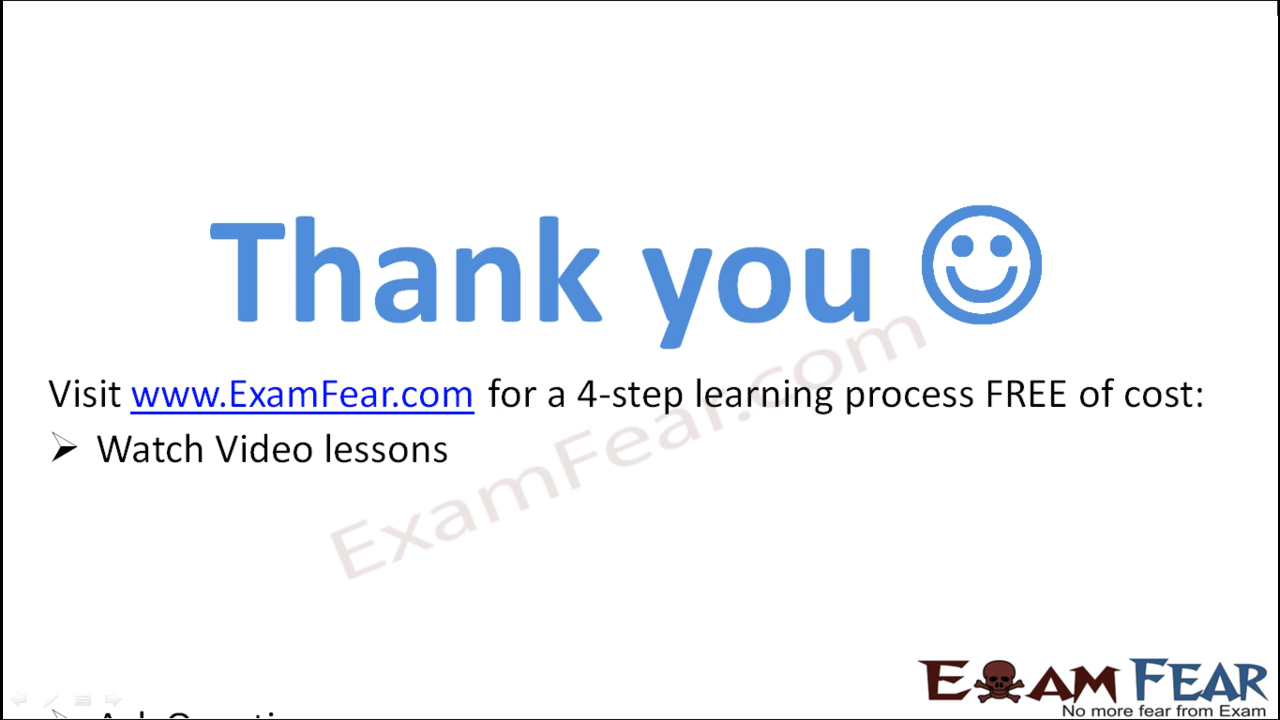 Thank you
Visit www.ExamFear.com for a 4-step learning process FREE of cost:
➢ Watch Video lessons
ExamFear.com
EXAM FEAR
No more fear from Exam